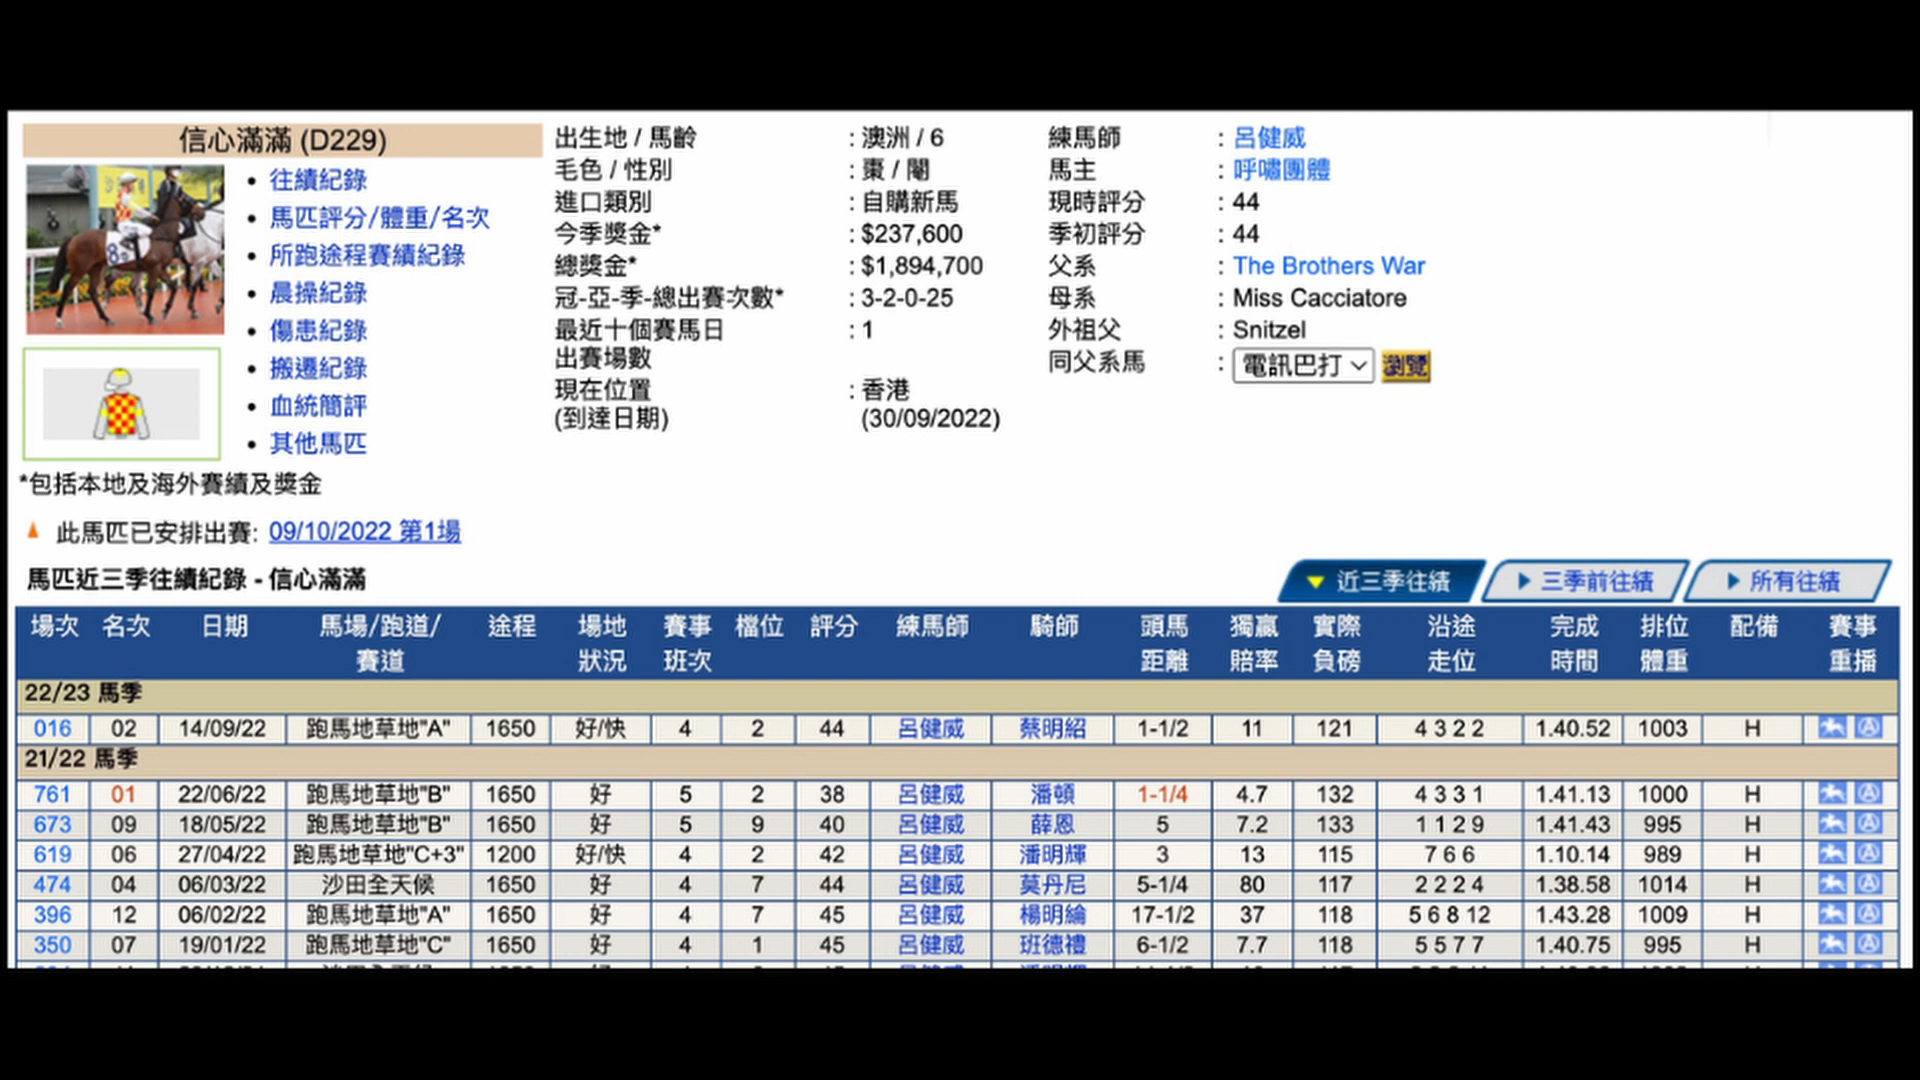 信心滿滿 (D229)
• 往績紀錄
• 馬匹評分/體重/名次
• 所跑途程賽績紀錄
• 晨操紀錄
• 傷患紀錄
• 搬遷紀錄
• 血統簡評
• 其他馬匹
出生地 / 馬齡 : 澳洲 / 6
毛色 / 性別 : 棗 / 閹
進口類別 : 自購新馬
今季獎金* : $237,600
總獎金* : $1,894,700
冠-亞-季-總出賽次數* : 3-2-0-25
最近十個賽馬日 : 1
出賽場數
現在位置 : 香港
(到達日期) (30/09/2022)
練馬師 : 呂健威
馬主 : 呼嘯團體
現時評分 : 44
季初評分 : 44
父系 : The Brothers War
母系 : Miss Cacciatore
外祖父 : Snitzel
同父系馬 : 電訊巴打 瀏覽
*包括本地及海外賽績及獎金
此馬匹已安排出賽: 09/10/2022 第1場
馬匹近三季往績紀錄 - 信心滿滿
近三季往績 三季前往績 所有往績
場次 名次 日期 馬場/跑道/ 途程 場地 賽事 檔位 評分 練馬師 騎師 頭馬 獨贏 實際 沿途 完成 排位 配備 賽事
賽道 狀況 班次 距離 賠率 負磅 走位 時間 體重 重播
22/23 馬季
016 02 14/09/22 跑馬地草地"A" 1650 好/快 4 2 44 呂健威 蔡明紹 1-1/2 11 121 4 3 2 2 1.40.52 1003 H
21/22 馬季
761 01 22/06/22 跑馬地草地"B" 1650 好 5 2 38 呂健威 潘頓 1-1/4 4.7 132 4 3 3 1 1.41.13 1000 H
673 09 18/05/22 跑馬地草地"B" 1650 好 5 9 40 呂健威 薛恩 5 7.2 133 1 1 2 9 1.41.43 995 H
619 06 27/04/22 跑馬地草地"C+3" 1200 好/快 4 2 42 呂健威 潘明輝 3 13 115 7 6 6 1.10.14 989 H
474 04 06/03/22 沙田全天候 1650 好 4 7 44 呂健威 莫丹尼 5-1/4 80 117 2 2 2 4 1.38.58 1014 H
396 12 06/02/22 跑馬地草地"A" 1650 好 4 7 45 呂健威 楊明綸 17-1/2 37 118 5 6 8 12 1.43.28 1009 H
350 07 19/01/22 跑馬地草地"C" 1650 好 4 1 45 呂健威 班德禮 6-1/2 7.7 118 5 5 7 7 1.40.75 995 H